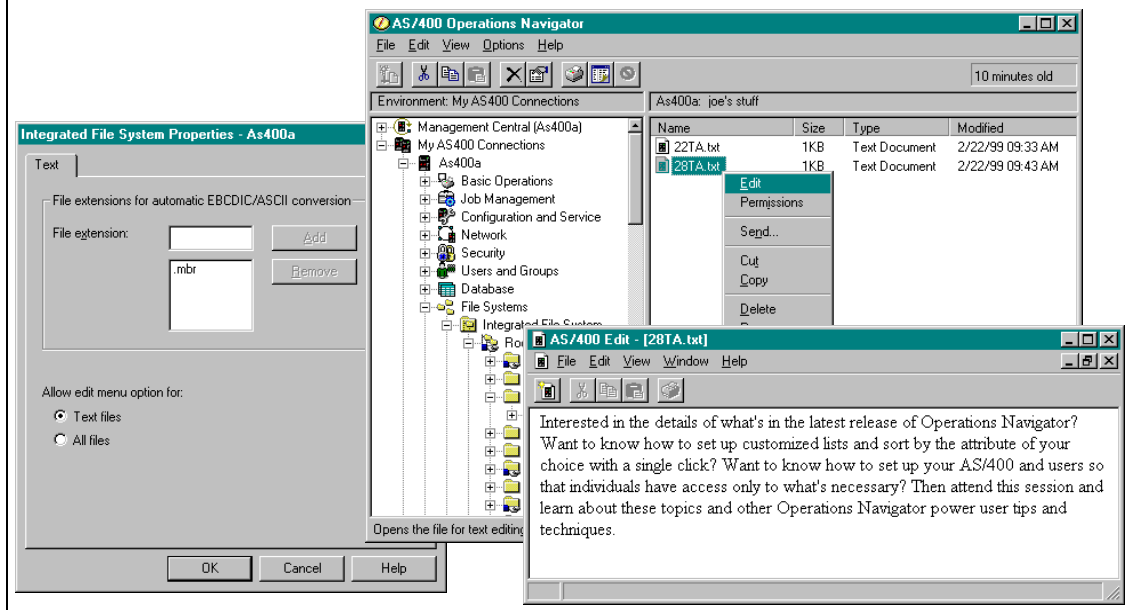 AS/400 Operations Navigator
File Edit View Options Help
10 minutes old
Environment: My AS400 Connections
As400a: joe's stuff
Management Central (As400a)
My AS400 Connections
As400a
Basic Operations
Job Management
Configuration and Service
Network
Security
Users and Groups
Database
File Systems
Integrated File System
Name Size Type Modified
22TA.txt 1KB Text Document 2/22/99 09:33 AM
28TA.txt 1KB Text Document 2/22/99 09:43 AM
Edit
Permissions
Send...
Cut
Copy
Delete
Opens the file for text editing
Integrated File System Properties - As400a
Text
File extensions for automatic EBCDIC/ASCII conversion
File extension:
Add
.mbr
Remove
Allow edit menu option for:
Text files
All files
OK Cancel Help
AS/400 Edit - [28TA.txt]
File Edit View Window Help
Interested in the details of what's in the latest release of Operations Navigator?
Want to know how to set up customized lists and sort by the attribute of your
choice with a single click? Want to know how to set up your AS/400 and users so
that individuals have access only to what's necessary? Then attend this session and
learn about these topics and other Operations Navigator power user tips and
techniques.